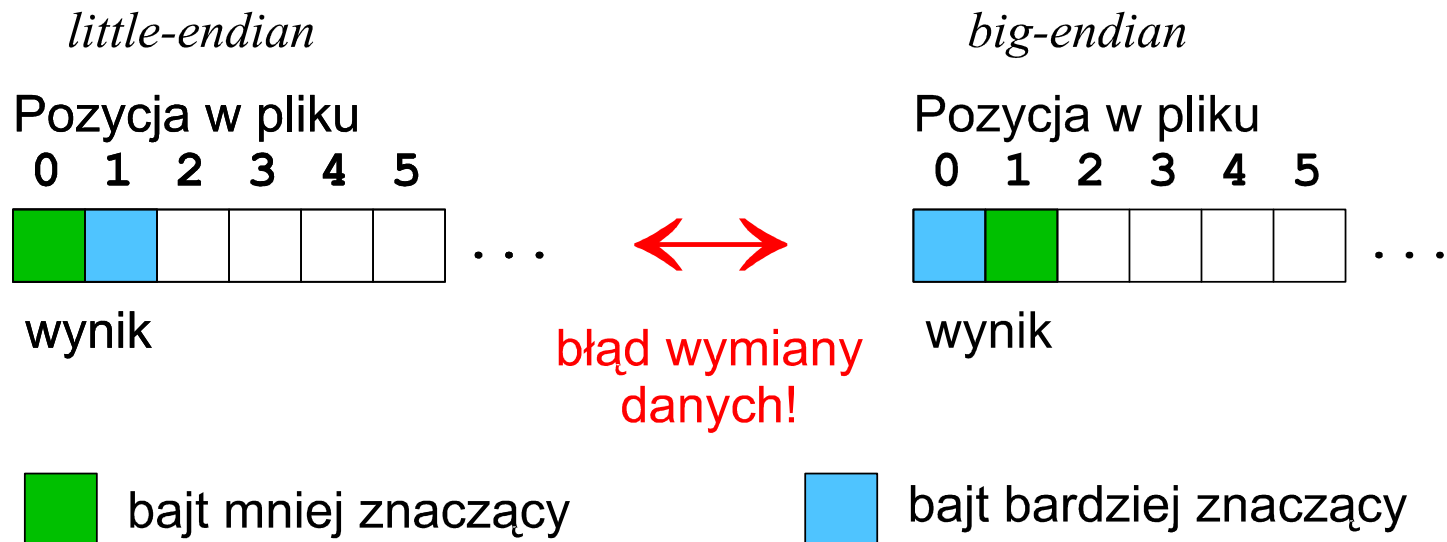 little-endian
big-endian
Pozycja w pliku
Pozycja w pliku
0 1 2 3 4 5
0 1 2 3 4 5
...
...
wynik
wynik
błąd wymiany
danych!
bajt mniej znaczący
bajt bardziej znaczący